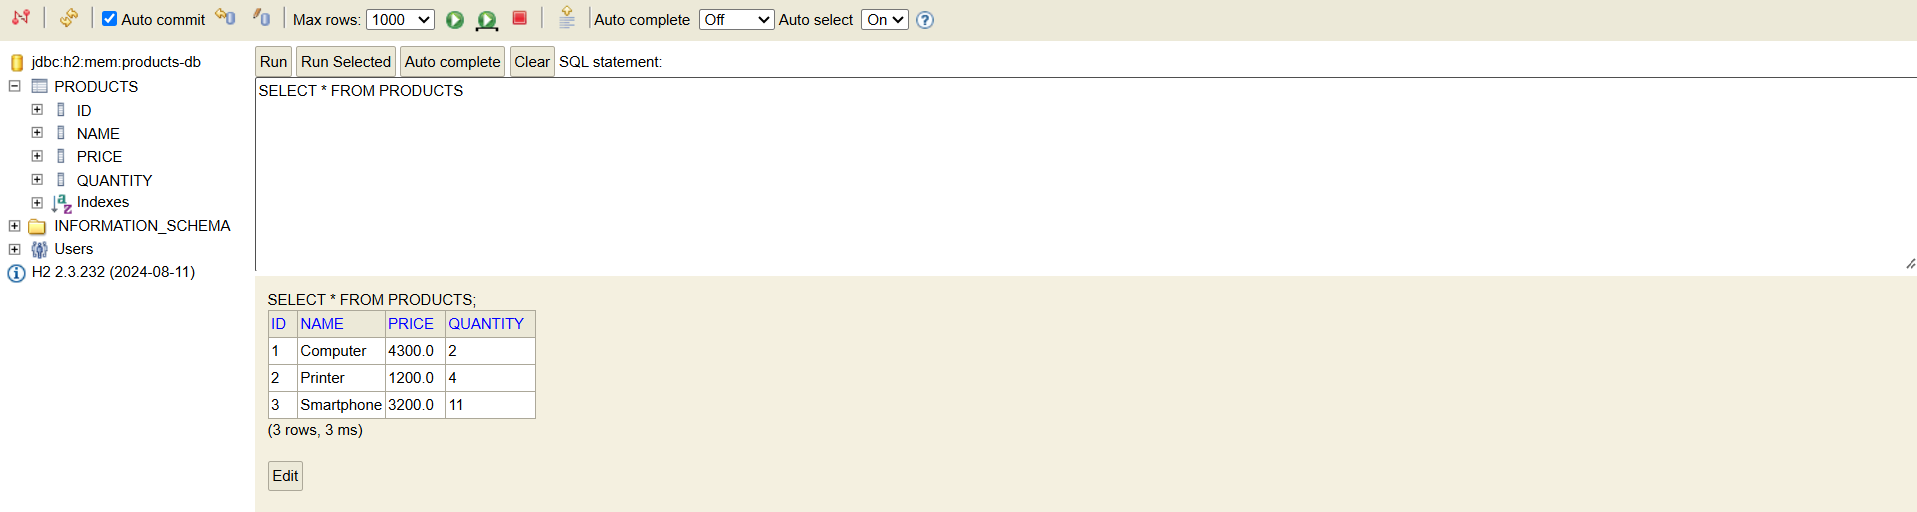 Auto commit Max rows: 1000 Auto complete Off Auto select On ?
jdbc:h2:mem:products-db
PRODUCTS
ID
NAME
PRICE
QUANTITY
Indexes
INFORMATION_SCHEMA
Users
H2 2.3.232 (2024-08-11)
Run Run Selected Auto complete Clear SQL statement:
SELECT * FROM PRODUCTS
SELECT * FROM PRODUCTS;
ID NAME PRICE QUANTITY
1 Computer 4300.0 2
2 Printer 1200.0 4
3 Smartphone 3200.0 11
(3 rows, 3 ms)
Edit